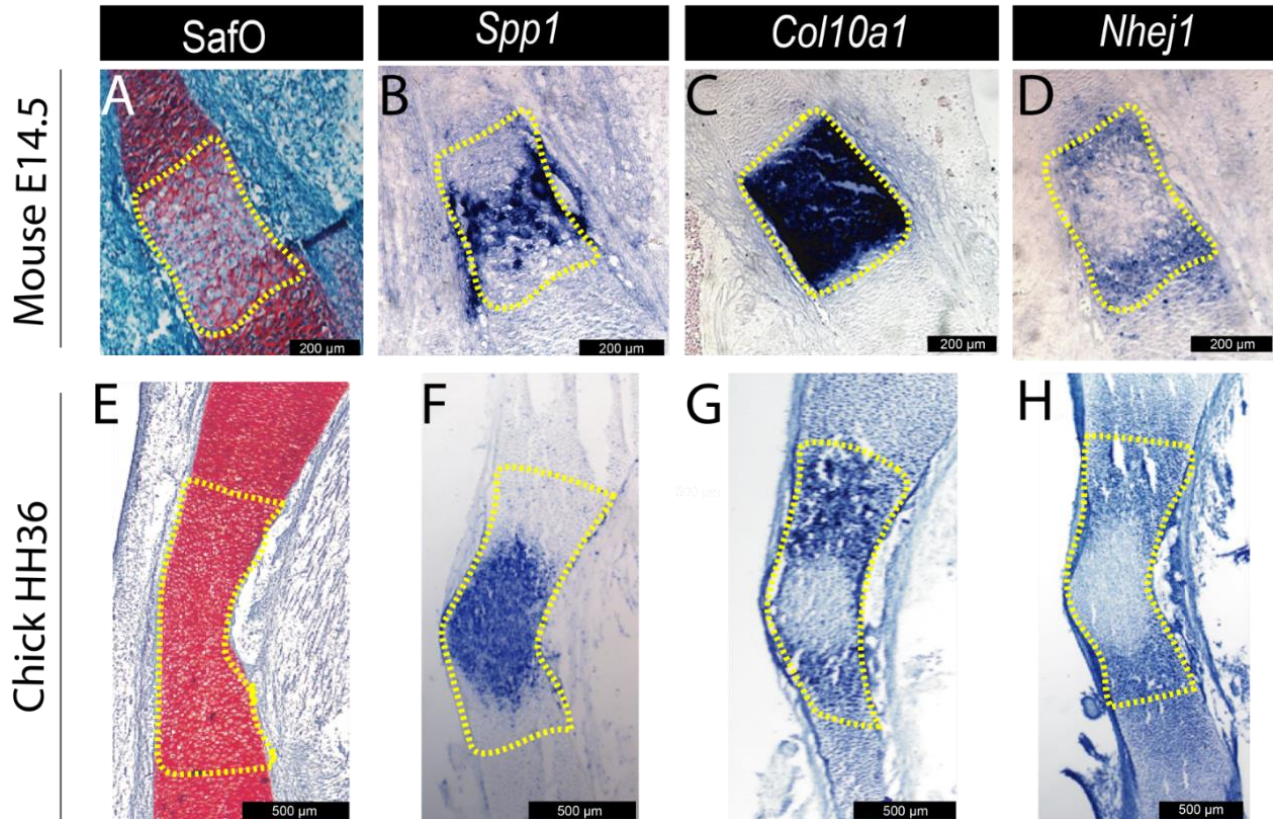 SafO
Spp1
Col10a1
Nhej1
Mouse E14.5
A
B
C
D
200 µm
200 µm
200 µm
200 µm
Chick HH36
E
F
G
H
500 µm
500 µm
500 µm
500 µm